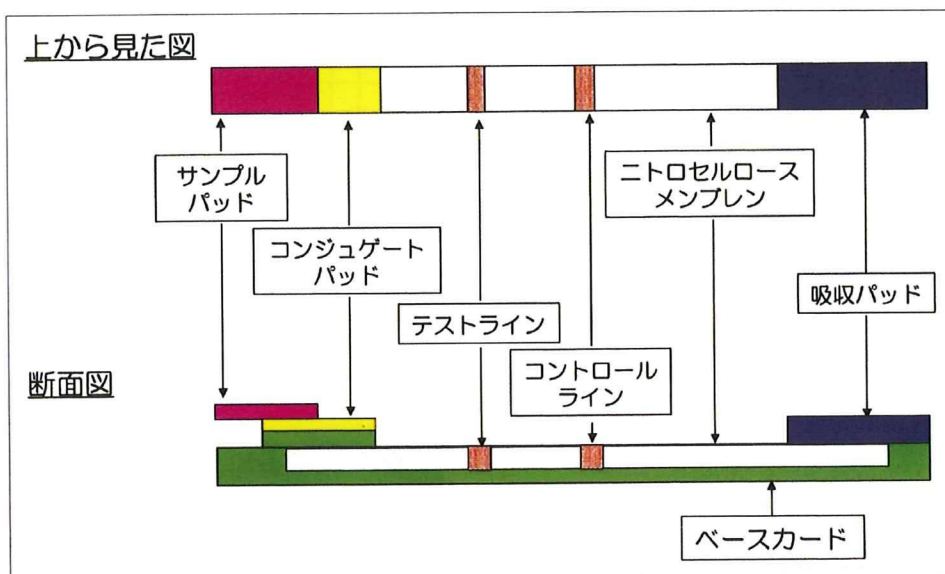 上から見た図
サンプル
パッド
コンジュゲート
パッド
テストライン
コントロール
ライン
ニトロセルロース
メンブレン
吸収パッド
断面図
ベースカード